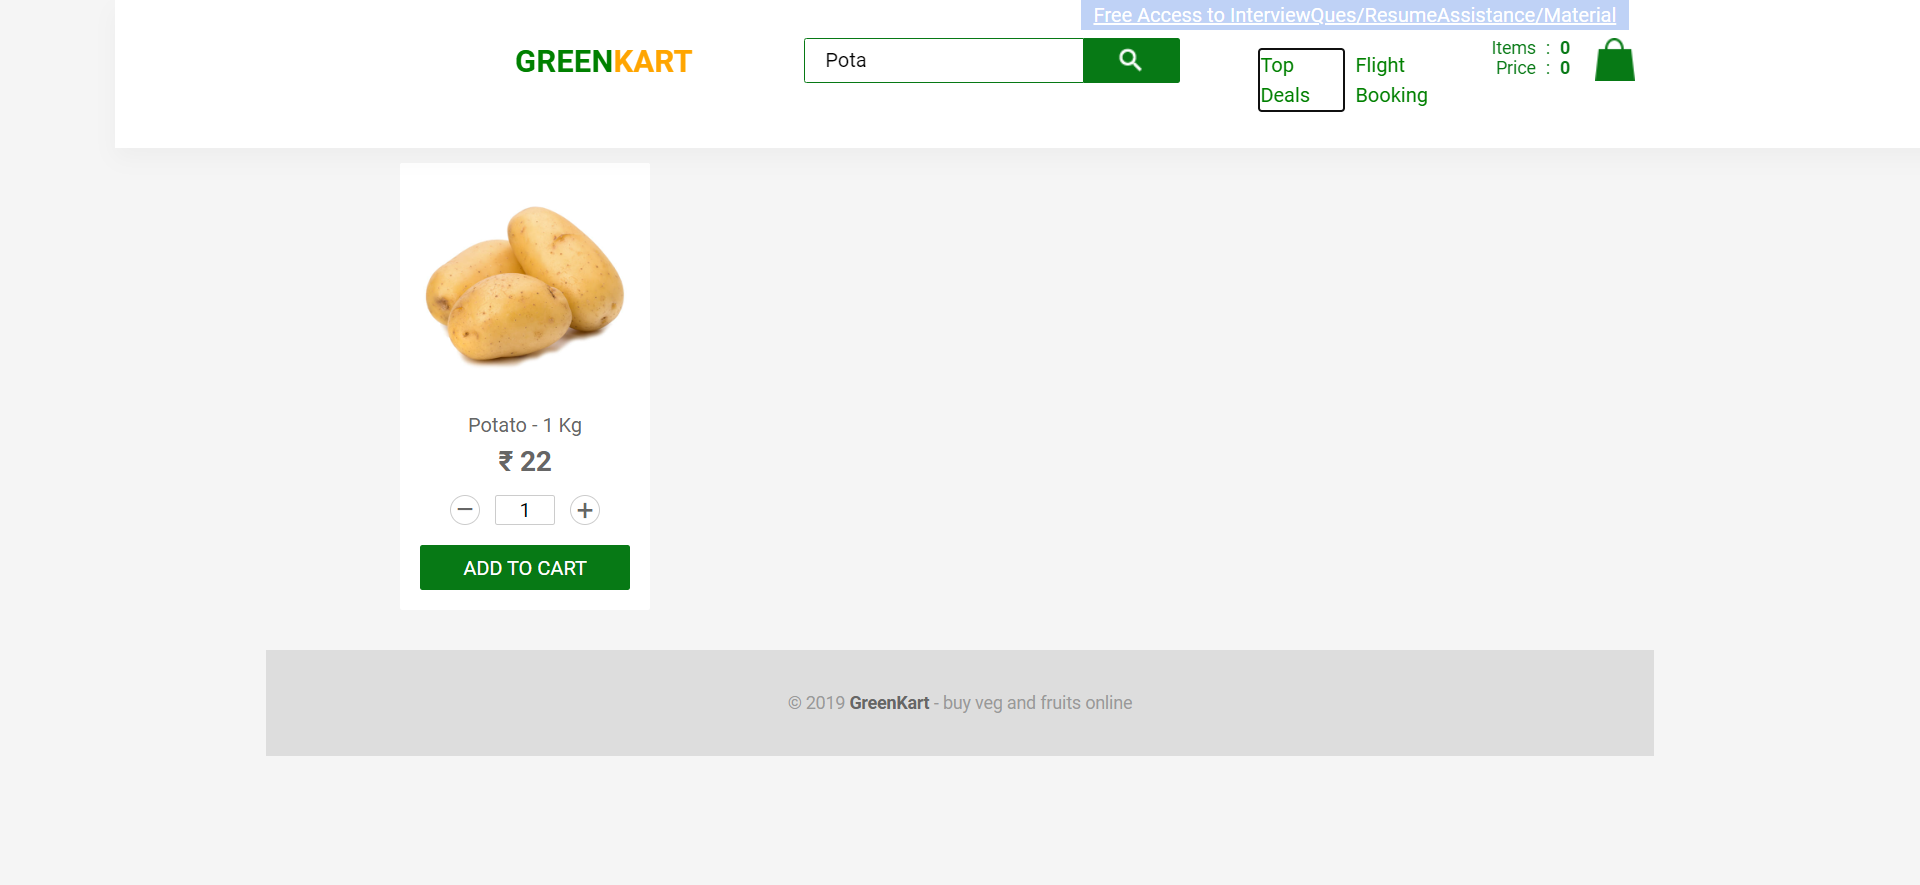 Free Access to InterviewQues/ResumeAssistance/Material
GREENKART
Pota
Top
Deals
Flight
Booking
Items : 0
Price : 0
Potato - 1 Kg
₹ 22
− 1 +
ADD TO CART
© 2019 GreenKart - buy veg and fruits online